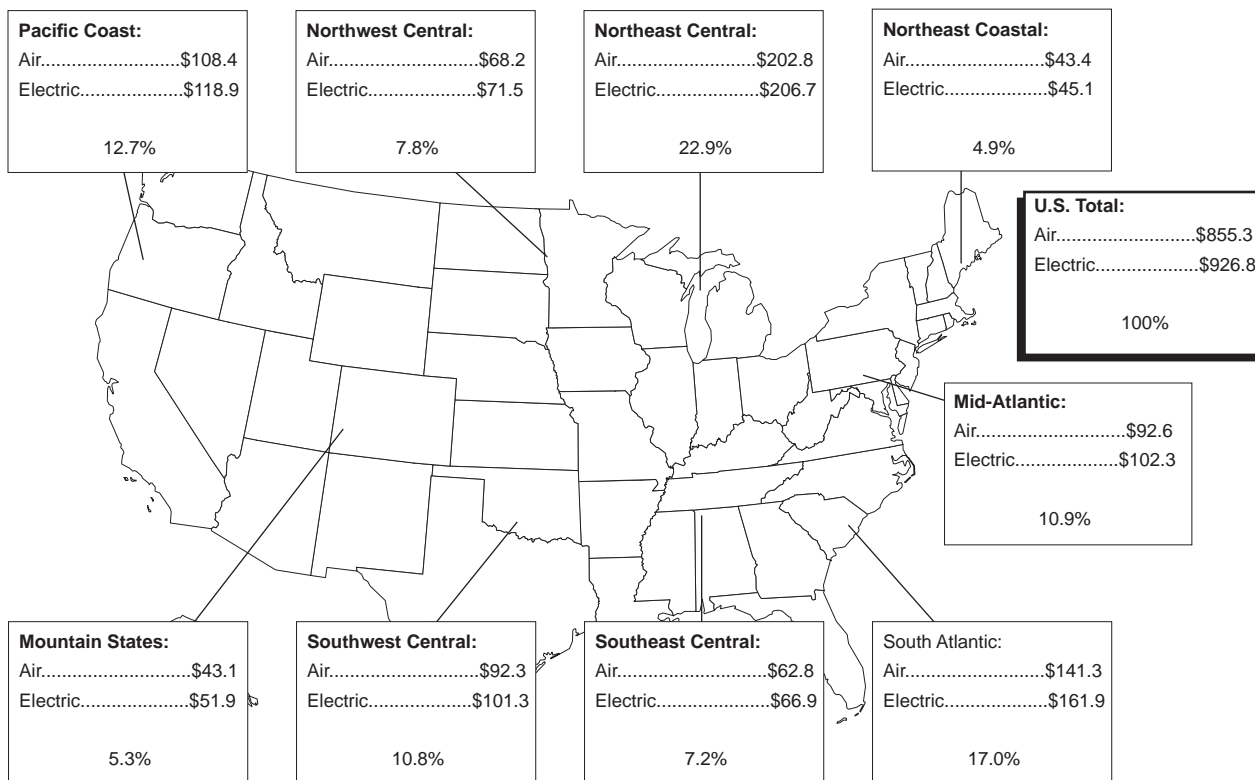 Pacific Coast:
Air............................$108.4
Electric.....................$118.9
12.7%
Northwest Central:
Air..............................$68.2
Electric.......................$71.5
7.8%
Northeast Central:
Air............................$202.8
Electric.....................$206.7
22.9%
Northeast Coastal:
Air............................$43.4
Electric.....................$45.1
4.9%
U.S. Total:
Air............................$855.3
Electric.....................$926.8
100%
Mid-Atlantic:
Air..............................$92.6
Electric.....................$102.3
10.9%
Mountain States:
Air.............................$43.1
Electric......................$51.9
5.3%
Southwest Central:
Air..............................$92.3
Electric.....................$101.3
10.8%
Southeast Central:
Air..............................$62.8
Electric.......................$66.9
7.2%
South Atlantic:
Air............................$141.3
Electric.....................$161.9
17.0%